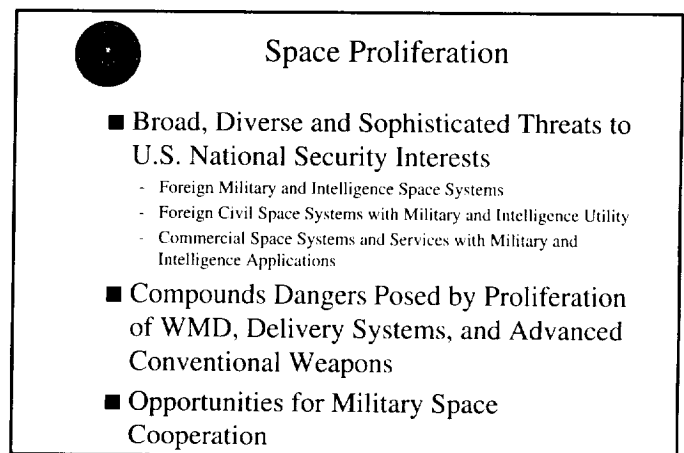 Space Proliferation
■ Broad, Diverse and Sophisticated Threats to
U.S. National Security Interests
- Foreign Military and Intelligence Space Systems
- Foreign Civil Space Systems with Military and Intelligence Utility
- Commercial Space Systems and Services with Military and
Intelligence Applications
■ Compounds Dangers Posed by Proliferation
of WMD, Delivery Systems, and Advanced
Conventional Weapons
■ Opportunities for Military Space
Cooperation